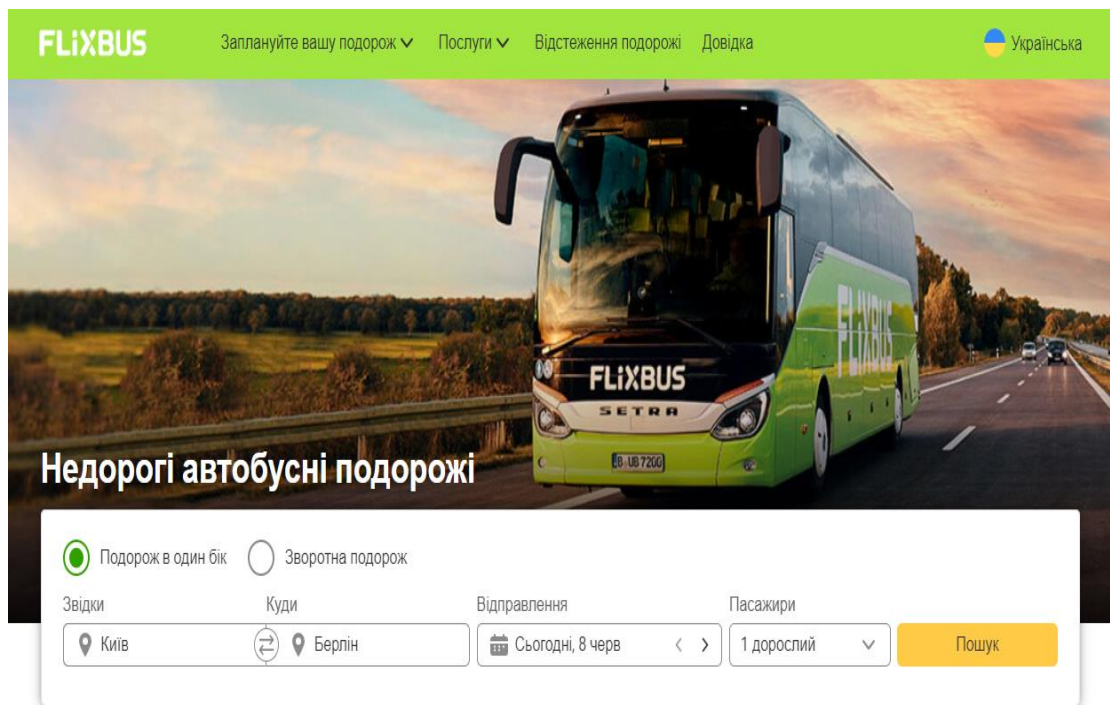 FLiXBUS
Заплануйте вашу подорож Послуги Відстеження подорожі Довідка Українська
FLIXBUS
FLiXBUS
SETRA
B UB 7200
Недорогі автобусні подорожі
Подорож в один бік Зворотна подорож
Звідки Куди Відправлення Пасажири
Київ Берлін Сьогодні, 8 черв 1 дорослий Пошук